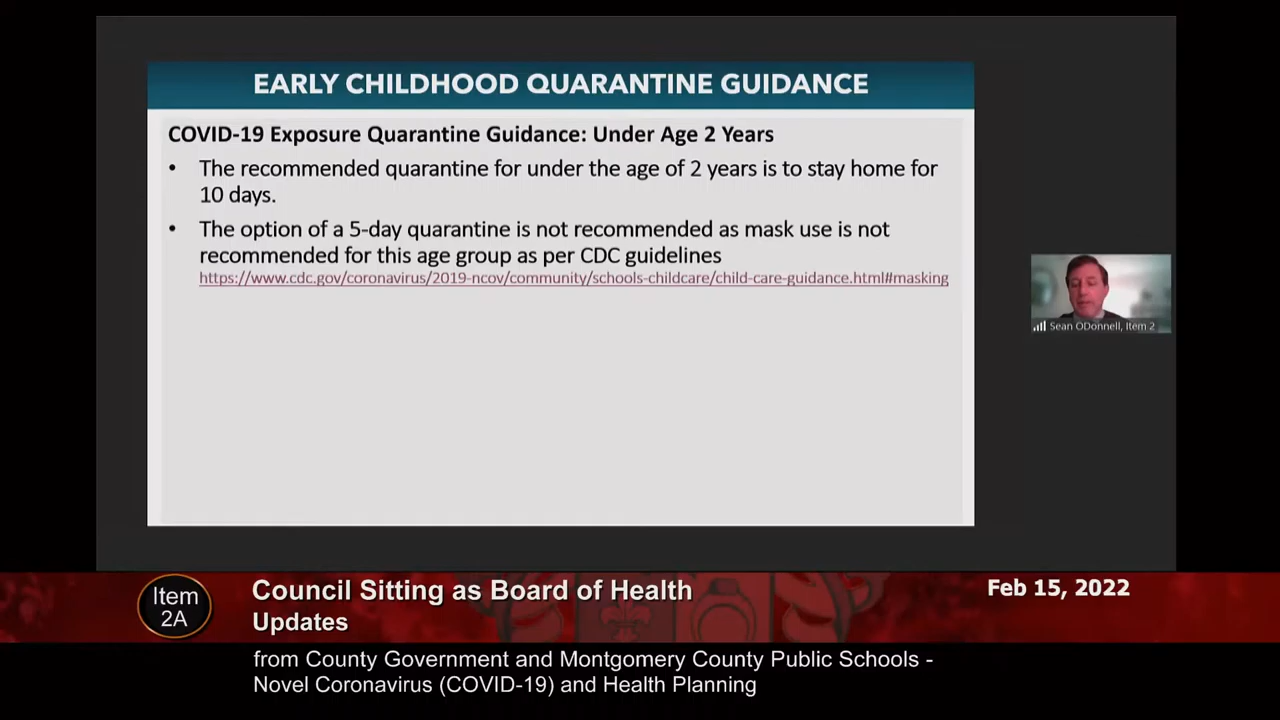 EARLY CHILDHOOD QUARANTINE GUIDANCE
COVID-19 Exposure Quarantine Guidance: Under Age 2 Years
• The recommended quarantine for under the age of 2 years is to stay home for
10 days.
• The option of a 5-day quarantine is not recommended as mask use is not
recommended for this age group as per CDC guidelines
https://www.cdc.gov/coronavirus/2019-ncov/community/schools-childcare/child-care-guidance.html#masking
Sean ODonnell, Item 2
Item
2A
Council Sitting as Board of Health
Updates
Feb 15, 2022
from County Government and Montgomery County Public Schools -
Novel Coronavirus (COVID-19) and Health Planning